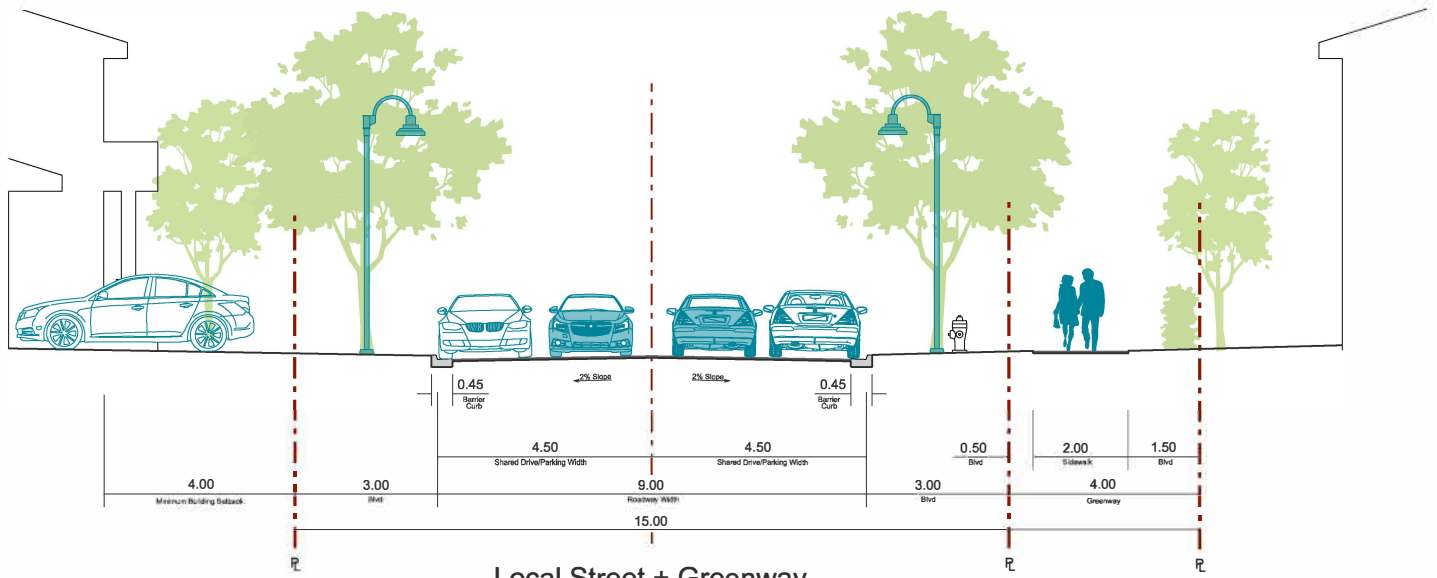 2% Slope 2% Slope
0.45 0.45
Barrier Barrier
Curb Curb
4.50 4.50 0.50 2.00 1.50
Shared Drive/Parking Width Shared Drive/Parking Width Blvd Sidewalk Blvd
4.00 3.00 9.00 3.00 4.00
Minimum Building Setback Blvd Roadway Width Blvd Greenway
15.00
PL PL PL
Local Street + Greenway